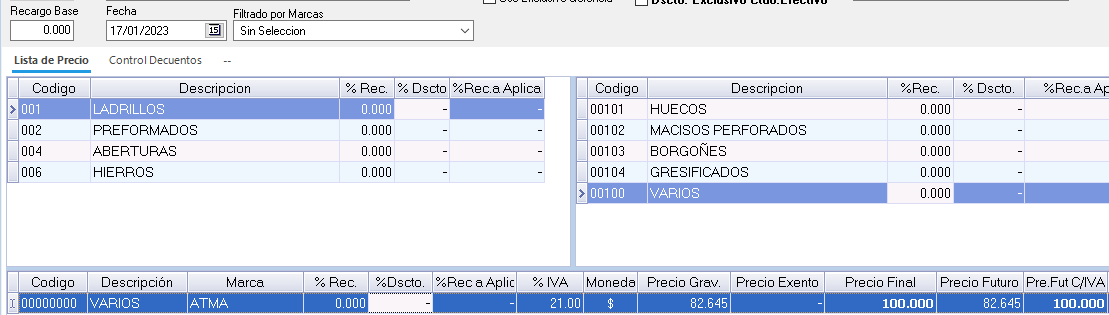 Recargo Base Fecha Filtrado por Marcas Dscto. Exclusivo Ctdo.Efectivo
0.000 17/01/2023 15 Sin Seleccion
Lista de Precio Control Decuentos --
Codigo Descripcion % Rec. % Dscto %Rec.a Aplica
001 LADRILLOS 0.000 - -
002 PREFORMADOS 0.000 - -
004 ABERTURAS 0.000 - -
006 HIERROS 0.000 - -
Codigo Descripcion %Rec. % Dscto. %Rec.a Ap
00101 HUECOS 0.000 -
00102 MACISOS PERFORADOS 0.000 -
00103 BORGOÑES 0.000 -
00104 GRESIFICADOS 0.000 -
00100 VARIOS 0.000 -
Codigo Descripción Marca % Rec. %Dscto. %Rec a Aplic % IVA Moneda Precio Grav. Precio Exento Precio Final Precio Futuro Pre.Fut C/IVA
00000000 VARIOS ATMA 0.000 - - 21.00 $ 82.645 - 100.000 82.645 100.000